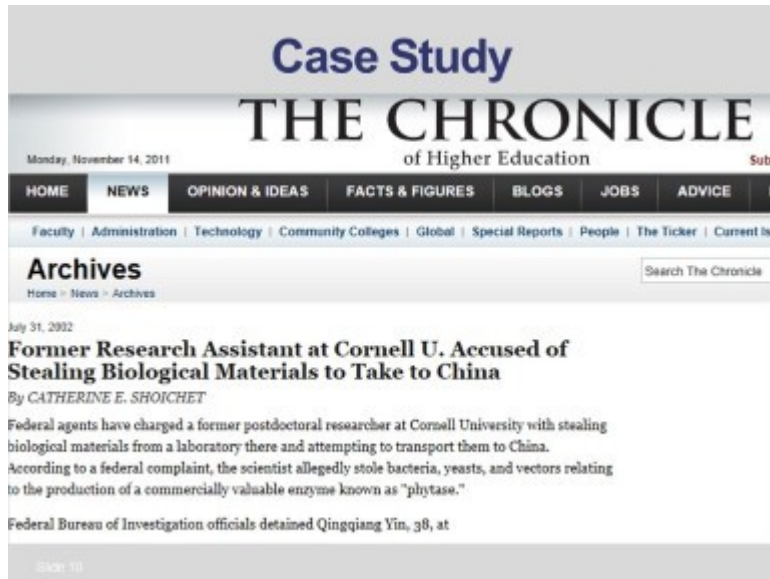 Case Study
THE CHRONICLE
of Higher Education
Monday, November 14, 2011
Sub
HOME NEWS OPINION & IDEAS FACTS & FIGURES BLOGS JOBS ADVICE
Faculty | Administration | Technology | Community Colleges | Global | Special Reports | People | The Ticker | Current Is
Archives
Search The Chronicle
Home > News > Archives
July 31, 2002
Former Research Assistant at Cornell U. Accused of
Stealing Biological Materials to Take to China
By CATHERINE E. SHOICHET
Federal agents have charged a former postdoctoral researcher at Cornell University with stealing
biological materials from a laboratory there and attempting to transport them to China.
According to a federal complaint, the scientist allegedly stole bacteria, yeasts, and vectors relating
to the production of a commercially valuable enzyme known as "phytase."
Federal Bureau of Investigation officials detained Qingqiang Yin, 38, at
Slide 10